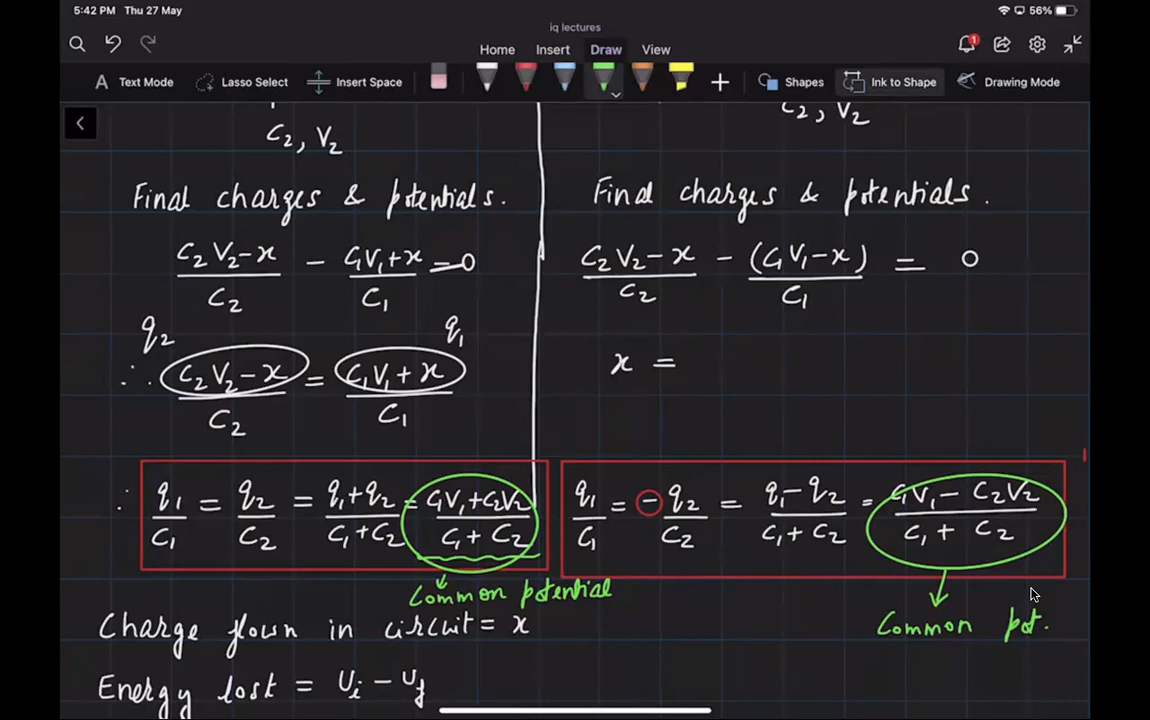 5:42 PM Thu 27 May
56%
iq lectures
Home Insert Draw View
1
A Text Mode Lasso Select Insert Space + Shapes Ink to Shape Drawing Mode
C₂, V₂
Final charges & potentials.
(C₂V₂-x)/C₂ - (C₁V₁+x)/C₁ = 0
q₂ q₁
∴ (C₂V₂-x)/C₂ = (C₁V₁+x)/C₁
∴ q₁/C₁ = q₂/C₂ = (q₁+q₂)/(C₁+C₂) = (C₁V₁+C₂V₂)/(C₁+C₂)
Common potential
Charge flown in circuit = x
Energy lost = Ui - Uf
C₂, V₂
Final charges & potentials.
(C₂V₂-x)/C₂ - (C₁V₁-x)/C₁ = 0
x =
q₁/C₁ = - q₂/C₂ = (q₁-q₂)/(C₁+C₂) = (C₁V₁-C₂V₂)/(C₁+C₂)
Common pot.